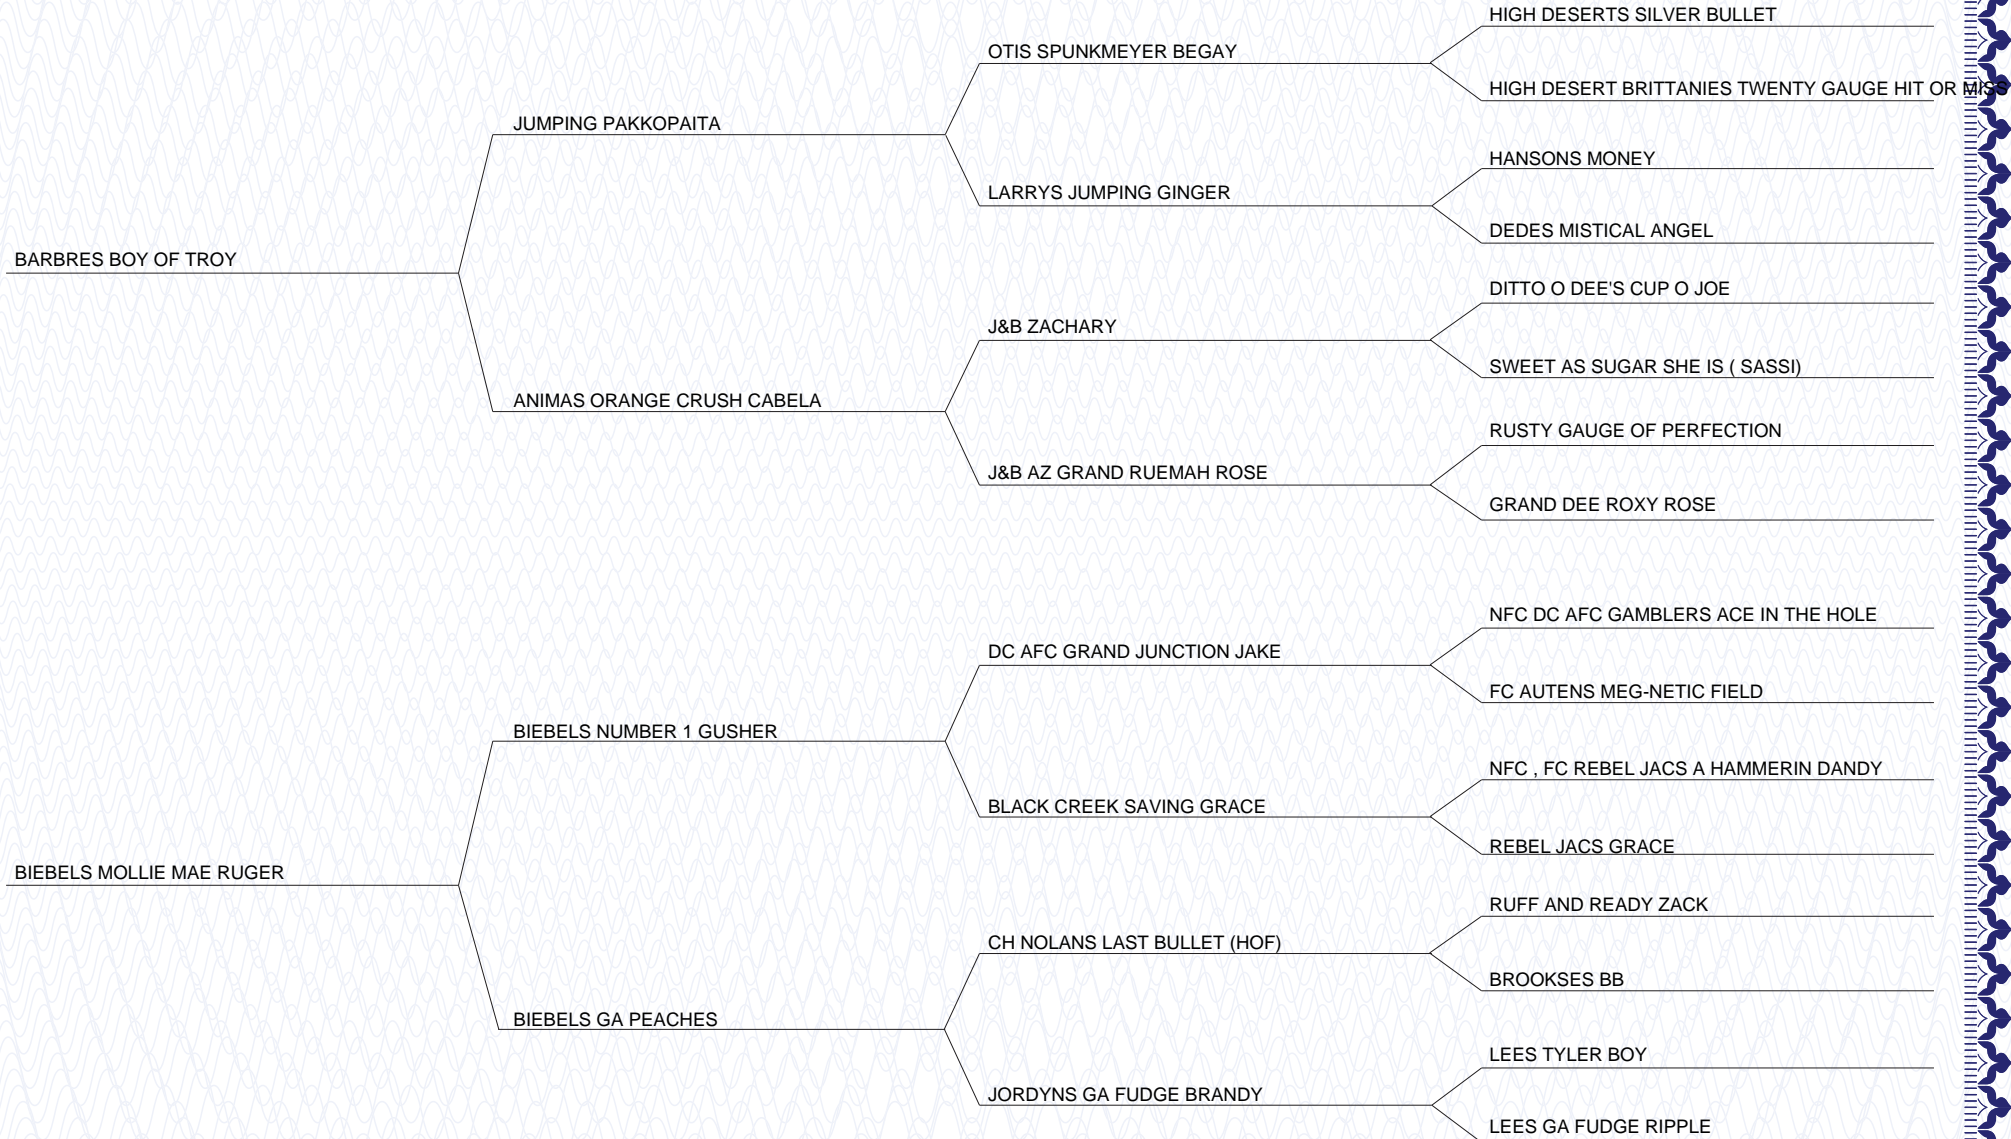 HIGH DESERTS SILVER BULLET
OTIS SPUNKMEYER BEGAY
HIGH DESERT BRITTANIES TWENTY GAUGE HIT OR MISS
JUMPING PAKKOPAITA
HANSONS MONEY
LARRYS JUMPING GINGER
DEDES MISTICAL ANGEL
BARBRES BOY OF TROY
DITTO O DEE'S CUP O JOE
J&B ZACHARY
SWEET AS SUGAR SHE IS ( SASSI)
ANIMAS ORANGE CRUSH CABELA
RUSTY GAUGE OF PERFECTION
J&B AZ GRAND RUEMAH ROSE
GRAND DEE ROXY ROSE
NFC DC AFC GAMBLERS ACE IN THE HOLE
DC AFC GRAND JUNCTION JAKE
FC AUTENS MEG-NETIC FIELD
BIEBELS NUMBER 1 GUSHER
NFC , FC REBEL JACS A HAMMERIN DANDY
BLACK CREEK SAVING GRACE
REBEL JACS GRACE
BIEBELS MOLLIE MAE RUGER
RUFF AND READY ZACK
CH NOLANS LAST BULLET (HOF)
BROOKSES BB
BIEBELS GA PEACHES
LEES TYLER BOY
JORDYNS GA FUDGE BRANDY
LEES GA FUDGE RIPPLE